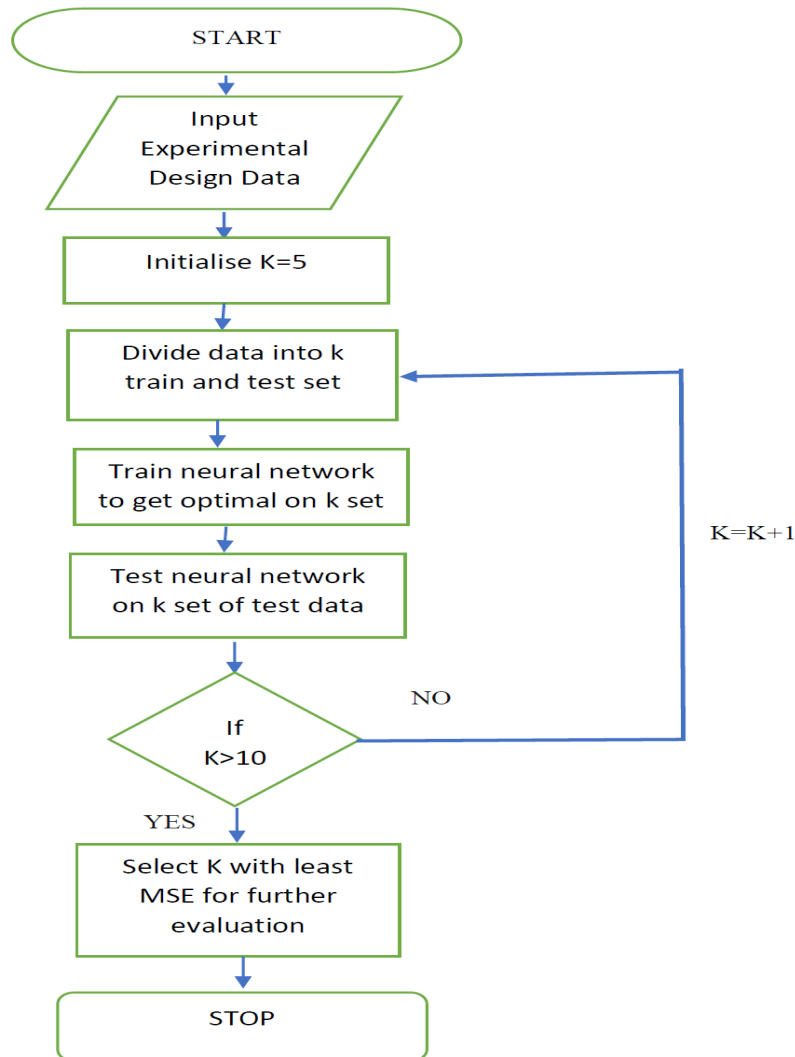 START
Input
Experimental
Design Data
Initialise K=5
Divide data into k
train and test set
Train neural network
to get optimal on k set
K=K+1
Test neural network
on k set of test data
NO
If
K>10
YES
Select K with least
MSE for further
evaluation
STOP